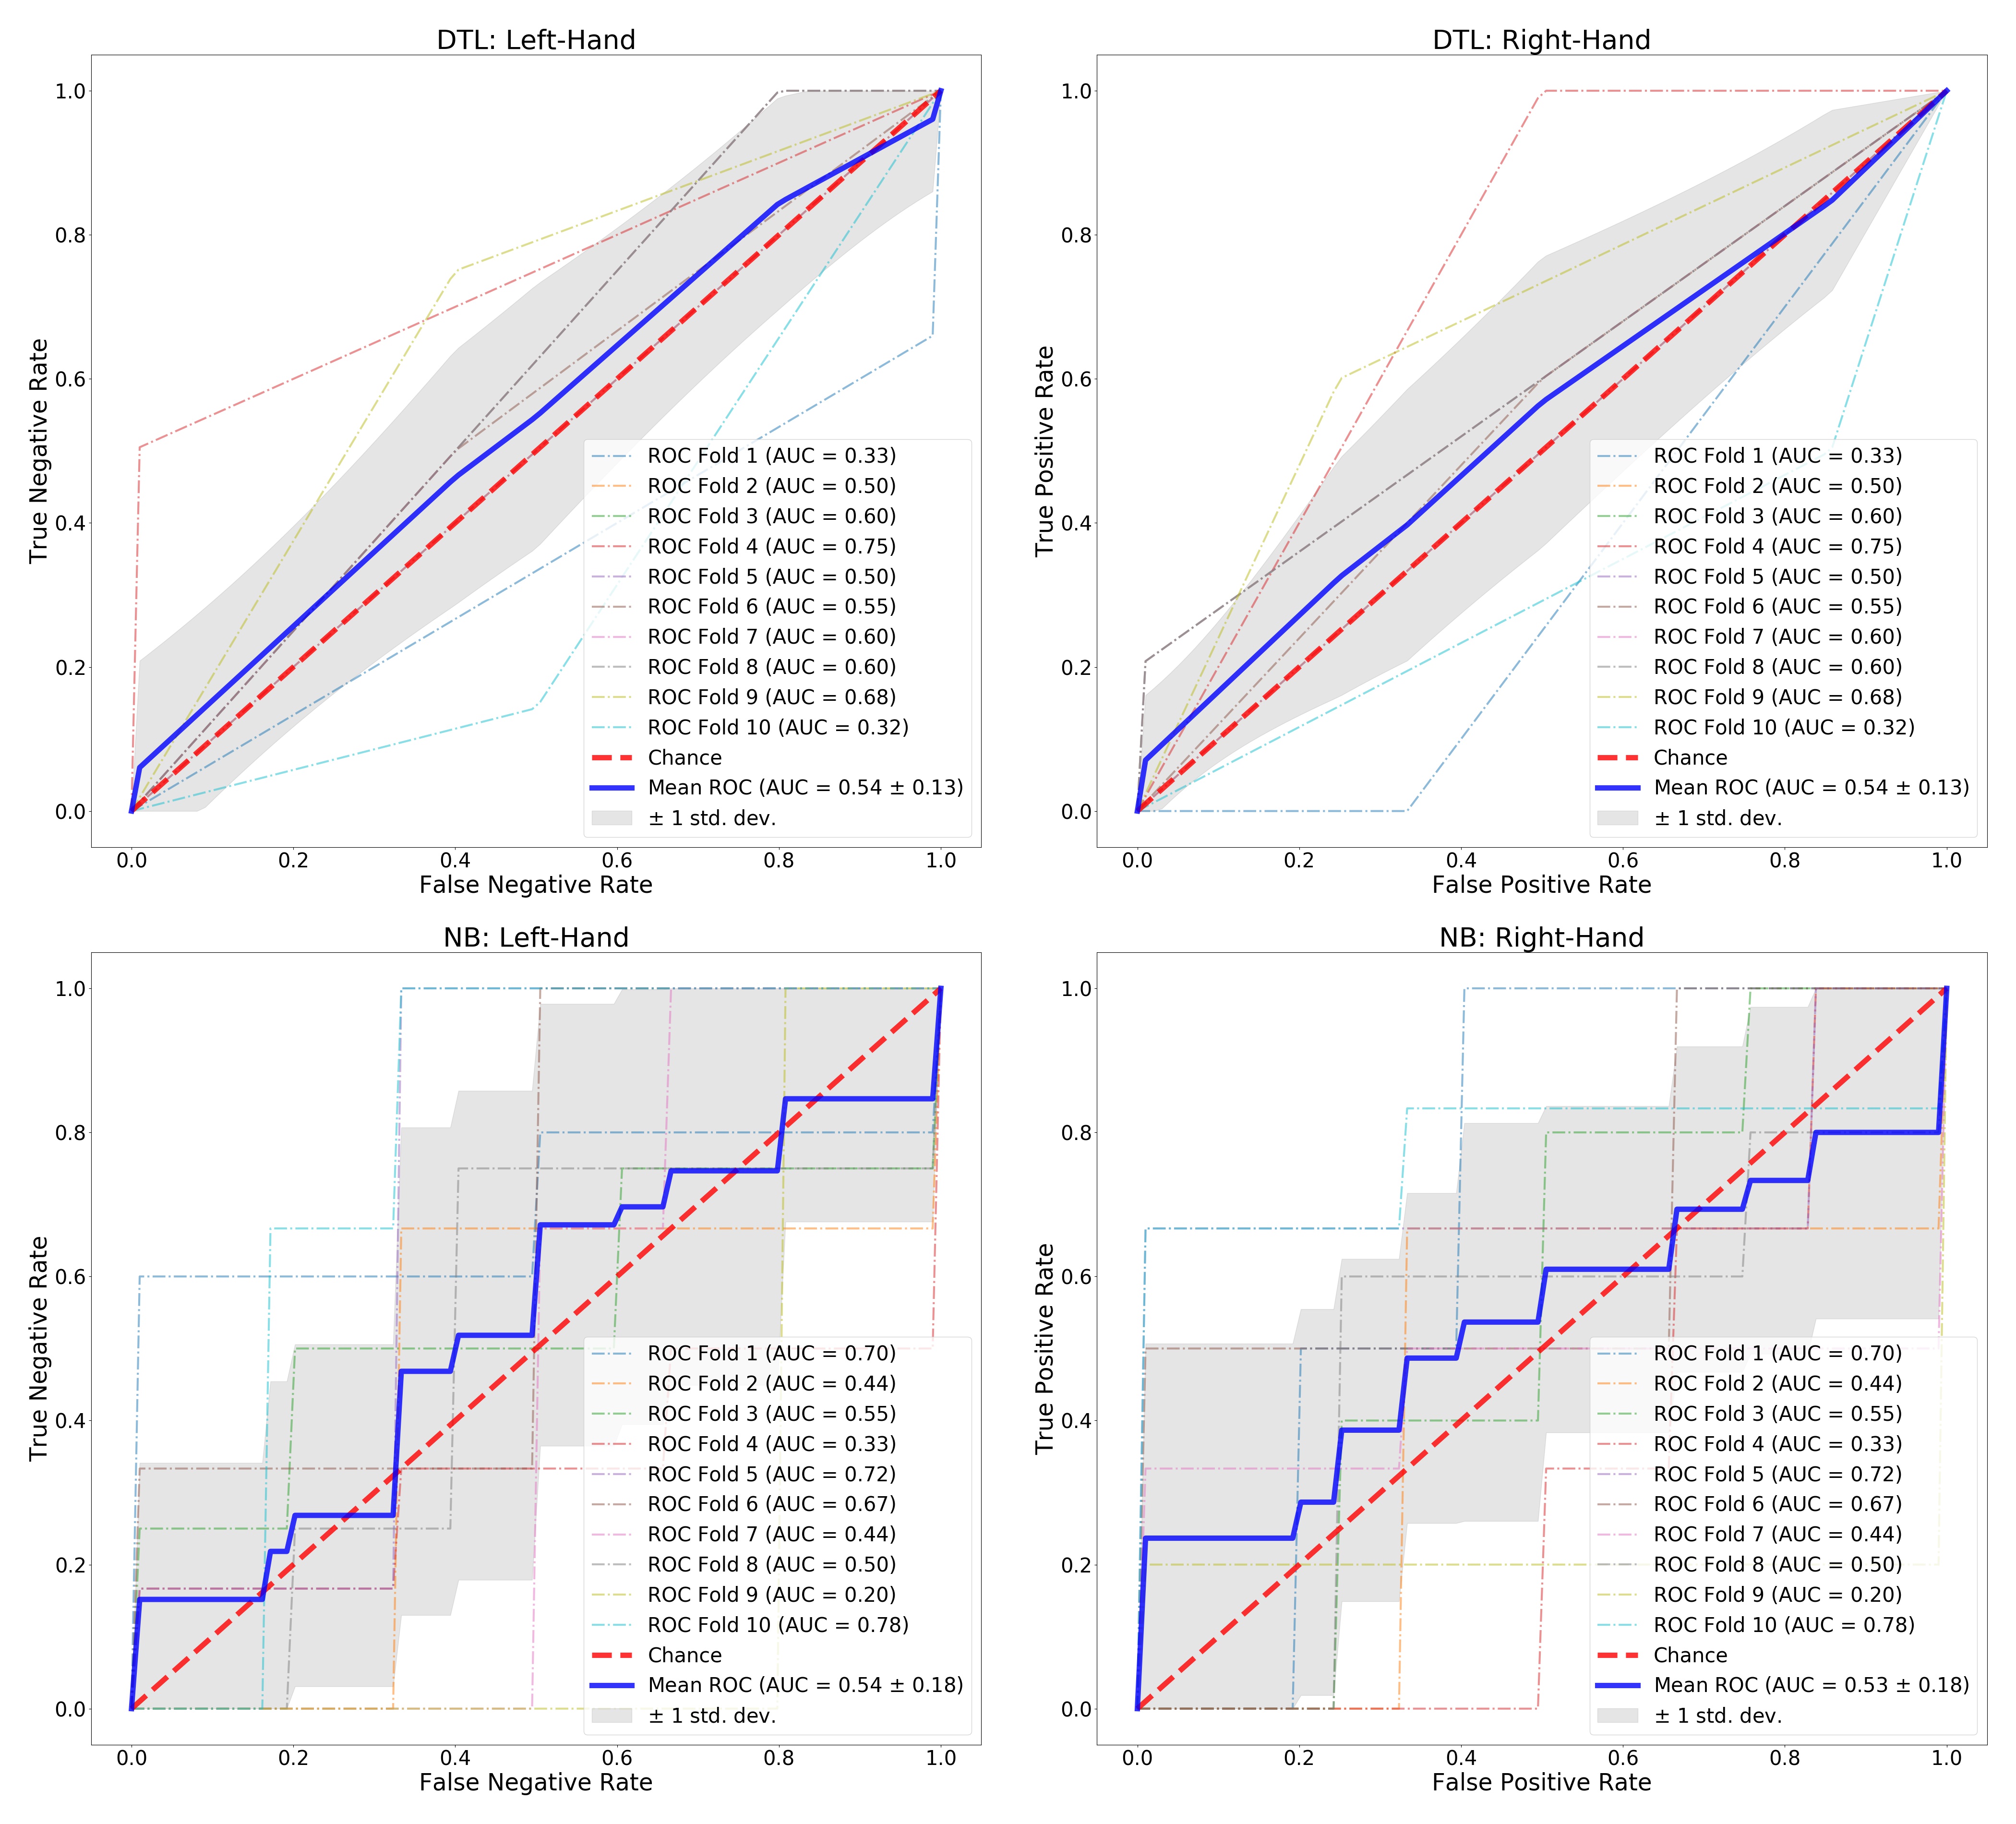 DTL: Left-Hand
True Negative Rate
1.0
0.8
0.6
0.4
0.2
0.0
ROC Fold 1 (AUC = 0.33)
ROC Fold 2 (AUC = 0.50)
ROC Fold 3 (AUC = 0.60)
ROC Fold 4 (AUC = 0.75)
ROC Fold 5 (AUC = 0.50)
ROC Fold 6 (AUC = 0.55)
ROC Fold 7 (AUC = 0.60)
ROC Fold 8 (AUC = 0.60)
ROC Fold 9 (AUC = 0.68)
ROC Fold 10 (AUC = 0.32)
Chance
Mean ROC (AUC = 0.54 ± 0.13)
± 1 std. dev.
0.0 0.2 0.4 0.6 0.8 1.0
False Negative Rate
DTL: Right-Hand
True Positive Rate
1.0
0.8
0.6
0.4
0.2
0.0
ROC Fold 1 (AUC = 0.33)
ROC Fold 2 (AUC = 0.50)
ROC Fold 3 (AUC = 0.60)
ROC Fold 4 (AUC = 0.75)
ROC Fold 5 (AUC = 0.50)
ROC Fold 6 (AUC = 0.55)
ROC Fold 7 (AUC = 0.60)
ROC Fold 8 (AUC = 0.60)
ROC Fold 9 (AUC = 0.68)
ROC Fold 10 (AUC = 0.32)
Chance
Mean ROC (AUC = 0.54 ± 0.13)
± 1 std. dev.
0.0 0.2 0.4 0.6 0.8 1.0
False Positive Rate
NB: Left-Hand
True Negative Rate
1.0
0.8
0.6
0.4
0.2
0.0
ROC Fold 1 (AUC = 0.70)
ROC Fold 2 (AUC = 0.44)
ROC Fold 3 (AUC = 0.55)
ROC Fold 4 (AUC = 0.33)
ROC Fold 5 (AUC = 0.72)
ROC Fold 6 (AUC = 0.67)
ROC Fold 7 (AUC = 0.44)
ROC Fold 8 (AUC = 0.50)
ROC Fold 9 (AUC = 0.20)
ROC Fold 10 (AUC = 0.78)
Chance
Mean ROC (AUC = 0.54 ± 0.18)
± 1 std. dev.
0.0 0.2 0.4 0.6 0.8 1.0
False Negative Rate
NB: Right-Hand
True Positive Rate
1.0
0.8
0.6
0.4
0.2
0.0
ROC Fold 1 (AUC = 0.70)
ROC Fold 2 (AUC = 0.44)
ROC Fold 3 (AUC = 0.55)
ROC Fold 4 (AUC = 0.33)
ROC Fold 5 (AUC = 0.72)
ROC Fold 6 (AUC = 0.67)
ROC Fold 7 (AUC = 0.44)
ROC Fold 8 (AUC = 0.50)
ROC Fold 9 (AUC = 0.20)
ROC Fold 10 (AUC = 0.78)
Chance
Mean ROC (AUC = 0.53 ± 0.18)
± 1 std. dev.
0.0 0.2 0.4 0.6 0.8 1.0
False Positive Rate